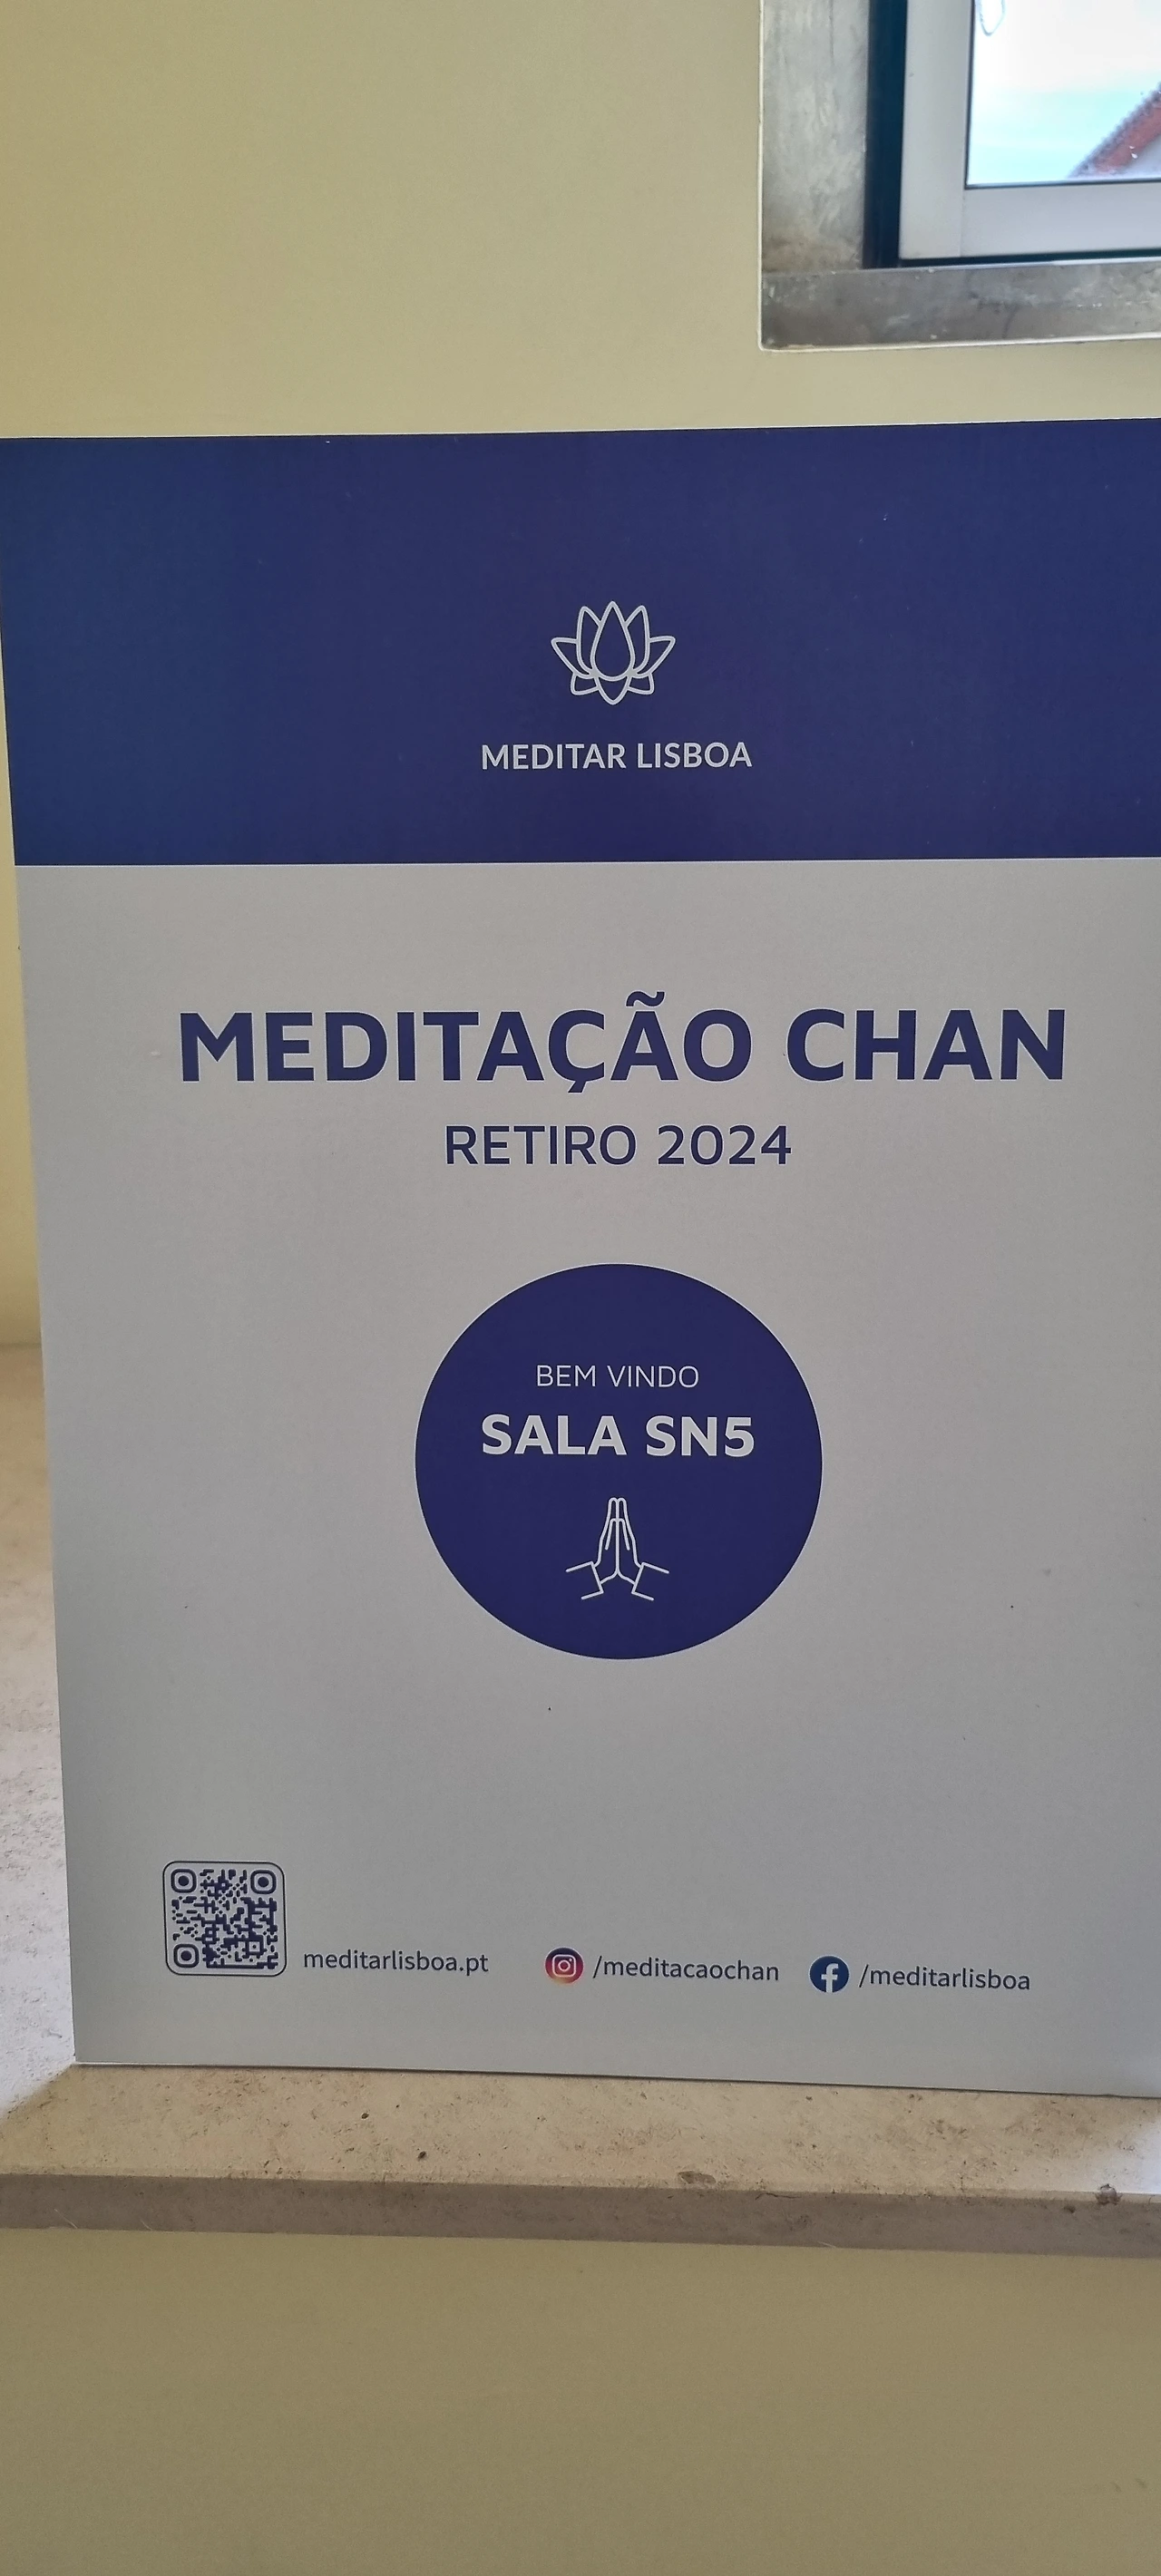 MEDITAR LISBOA
MEDITAÇÃO CHAN
RETIRO 2024
BEM VINDO
SALA SN5
meditarlisboa.pt /meditacaochan /meditarlisboa